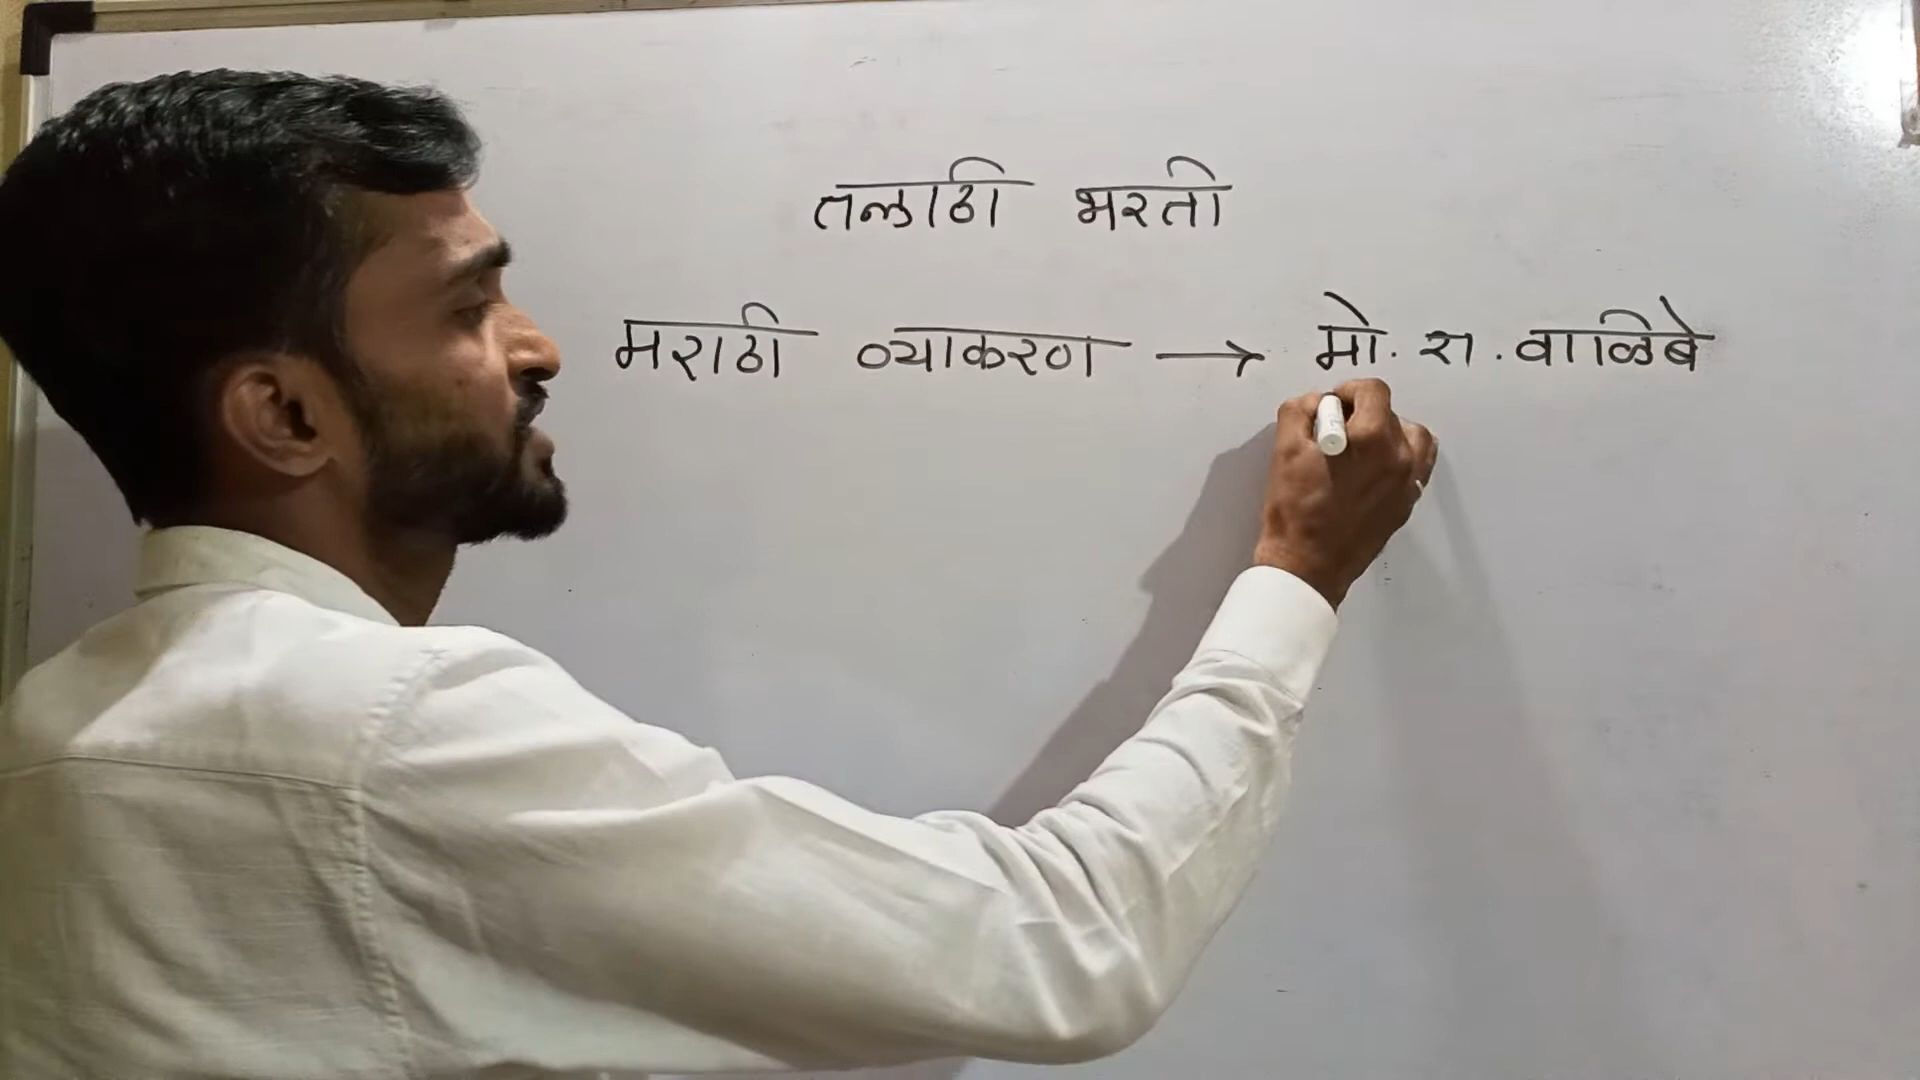 तलाठी भरती
मराठी व्याकरण → मो. रा. वाळिंबे